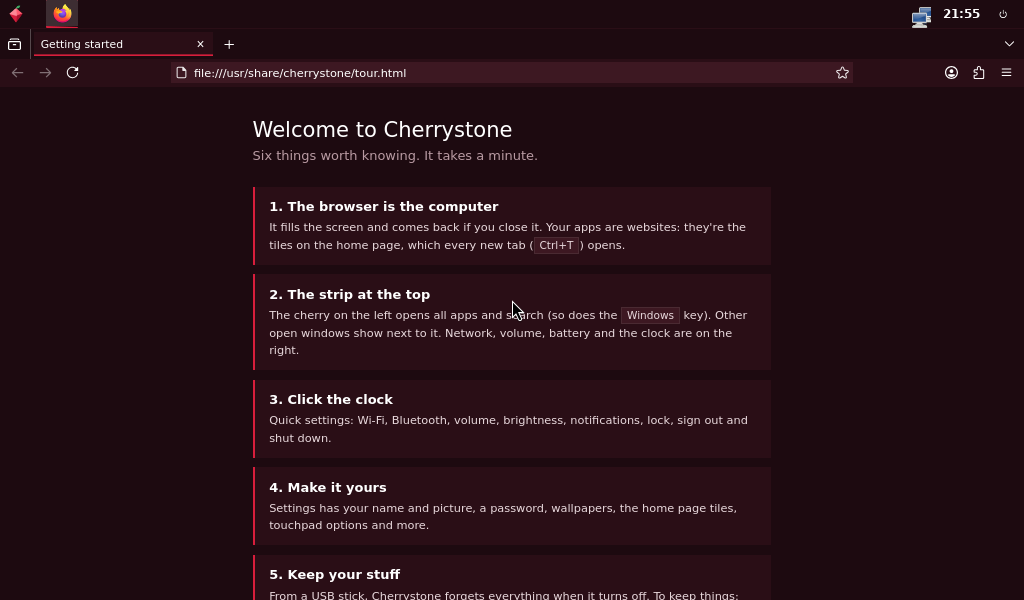 21:55
Getting started
file:///usr/share/cherrystone/tour.html
Welcome to Cherrystone
Six things worth knowing. It takes a minute.
1. The browser is the computer
It fills the screen and comes back if you close it. Your apps are websites: they're the
tiles on the home page, which every new tab ( Ctrl+T ) opens.
2. The strip at the top
The cherry on the left opens all apps and search (so does the Windows key). Other
open windows show next to it. Network, volume, battery and the clock are on the
right.
3. Click the clock
Quick settings: Wi-Fi, Bluetooth, volume, brightness, notifications, lock, sign out and
shut down.
4. Make it yours
Settings has your name and picture, a password, wallpapers, the home page tiles,
touchpad options and more.
5. Keep your stuff
From a USB stick, Cherrystone forgets everything when it turns off. To keep things: